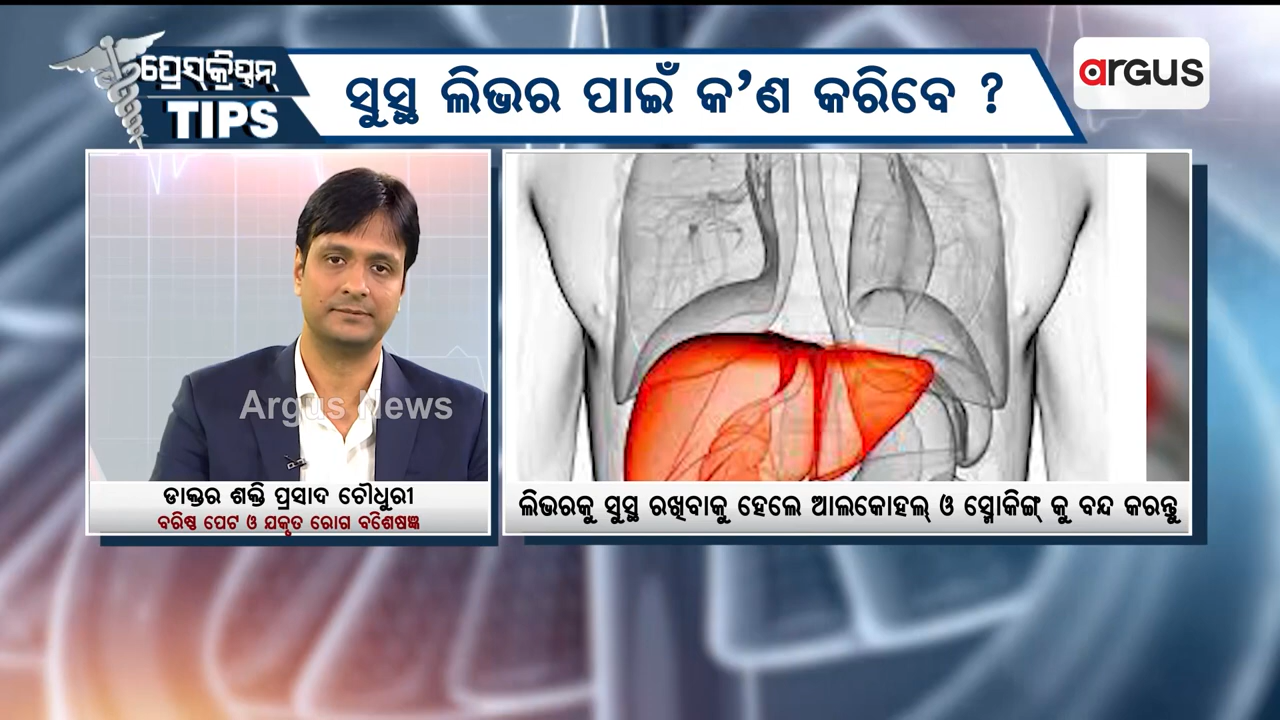 ପ୍ରେସ୍‌କ୍ରିପ୍ସନ୍
TIPS
ସୁସ୍ଥ ଲିଭର ପାଇଁ କ'ଣ କରିବେ ?
argus
Argus News
ଡାକ୍ତର ଶକ୍ତି ପ୍ରସାଦ ଚୌଧୁରୀ
ବରିଷ୍ଠ ପେଟ ଓ ଯକୃତ ରୋଗ ବିଶେଷଜ୍ଞ
ଲିଭରକୁ ସୁସ୍ଥ ରଖିବାକୁ ହେଲେ ଆଲକୋହଲ୍ ଓ ସ୍ମୋକିଙ୍ଗ୍ କୁ ବନ୍ଦ କରନ୍ତୁ